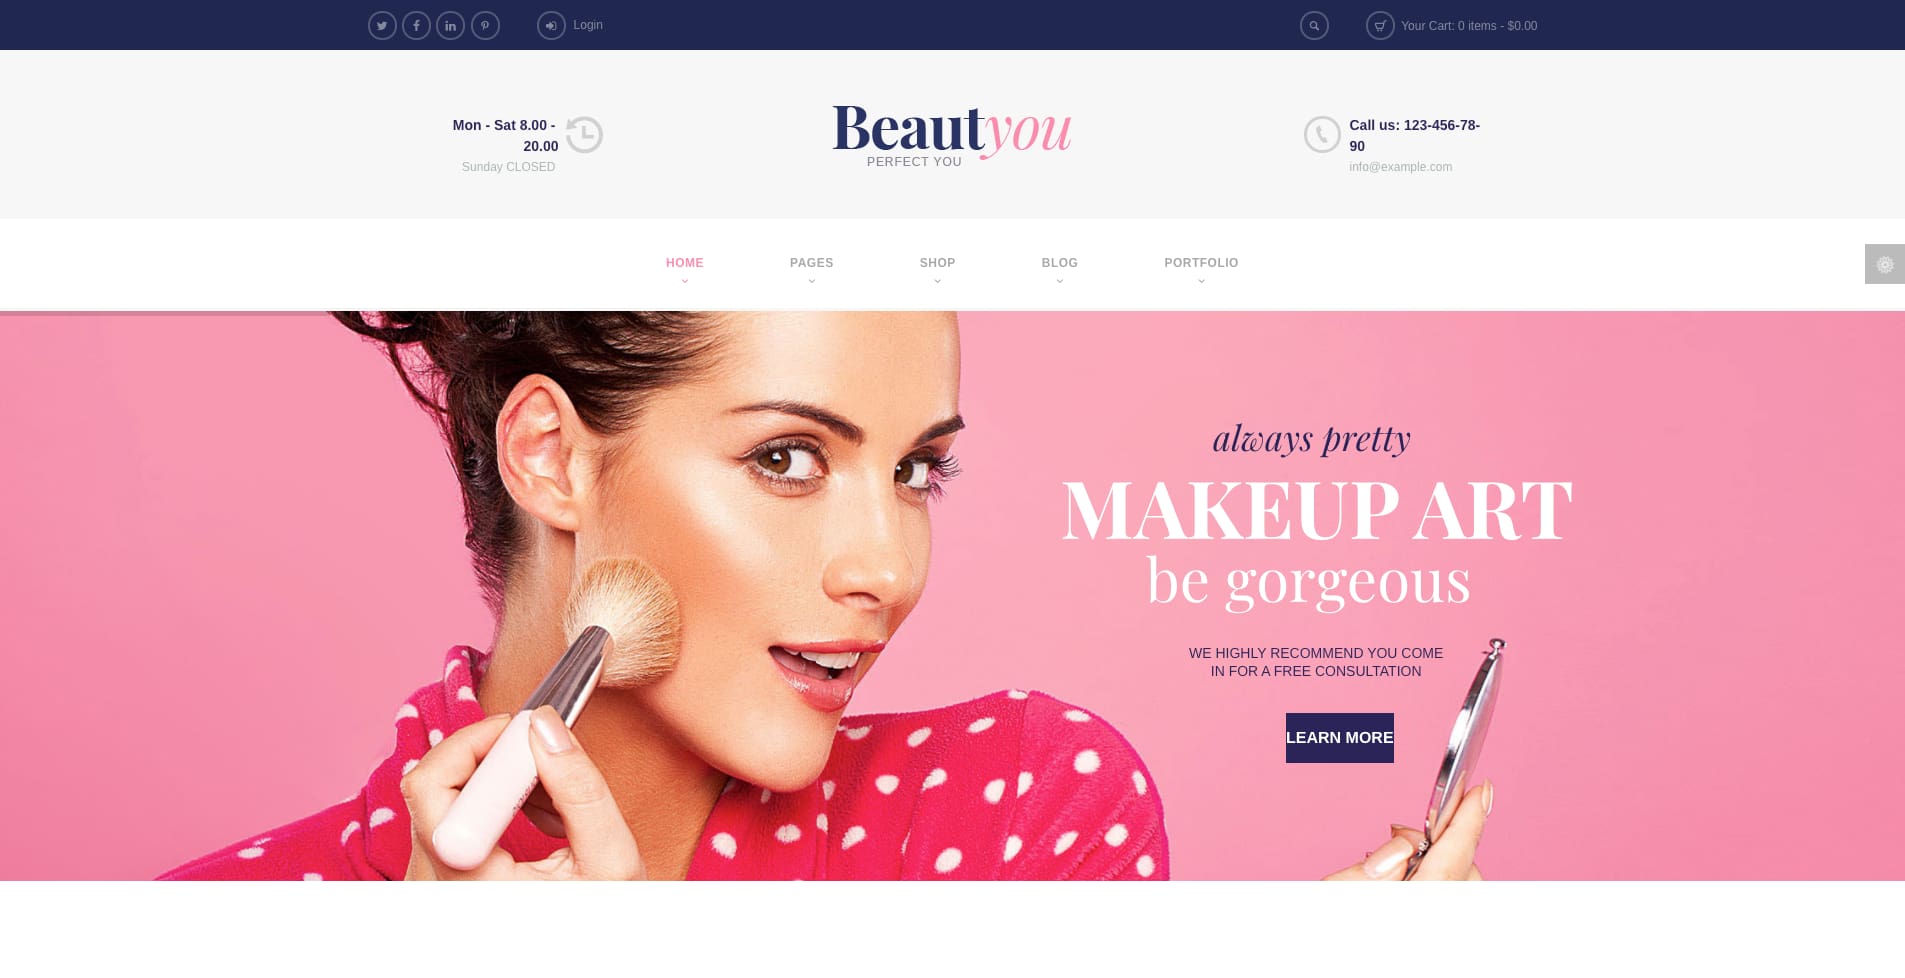 Login
Your Cart: 0 items - $0.00
Mon - Sat 8.00 -
20.00
Sunday CLOSED
Beautyou
PERFECT YOU
Call us: 123-456-78-
90
info@example.com
HOME
PAGES
SHOP
BLOG
PORTFOLIO
always pretty
MAKEUP ART
be gorgeous
WE HIGHLY RECOMMEND YOU COME
IN FOR A FREE CONSULTATION
LEARN MORE